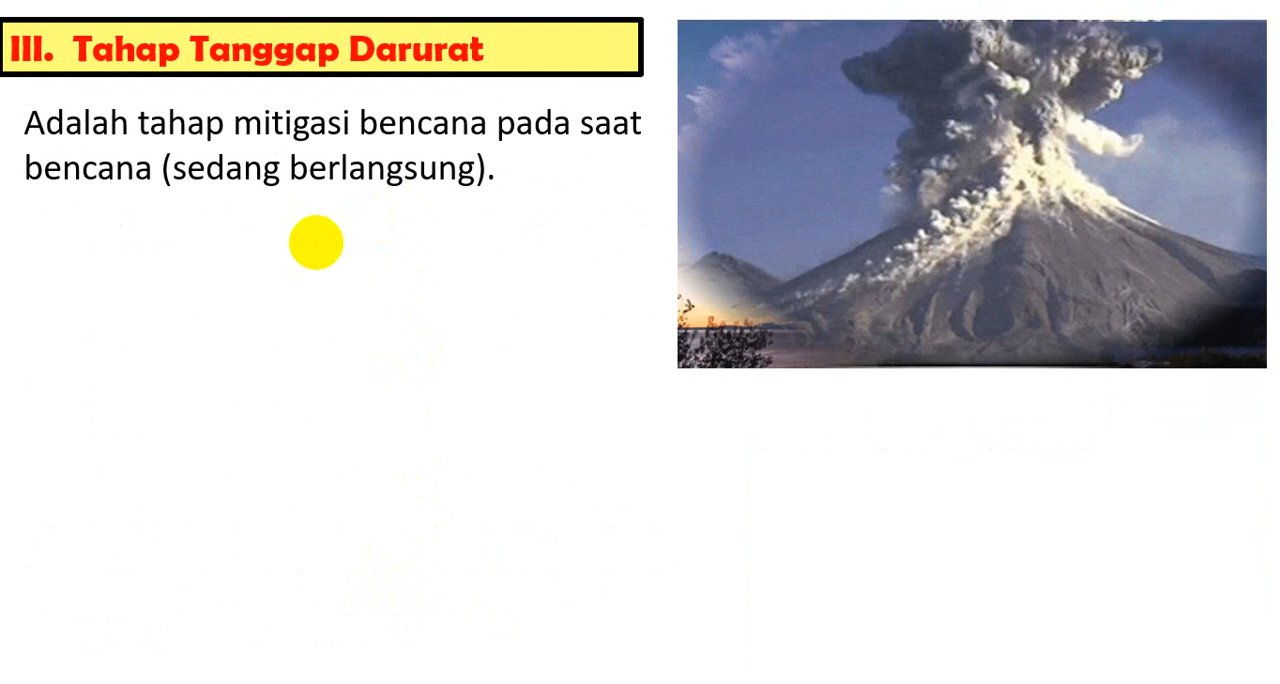 III. Tahap Tanggap Darurat
Adalah tahap mitigasi bencana pada saat
bencana (sedang berlangsung).